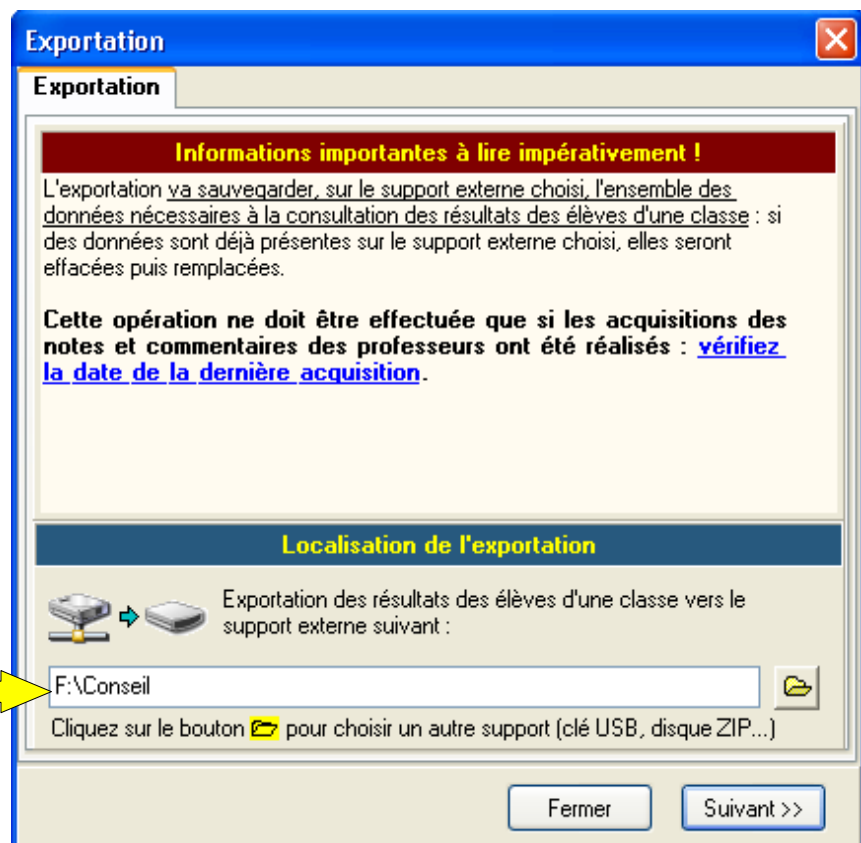 Exportation
Exportation
Informations importantes à lire impérativement !
L'exportation va sauvegarder, sur le support externe choisi, l'ensemble des
données nécessaires à la consultation des résultats des élèves d'une classe : si
des données sont déjà présentes sur le support externe choisi, elles seront
effacées puis remplacées.
Cette opération ne doit être effectuée que si les acquisitions des
notes et commentaires des professeurs ont été réalisés : vérifiez
la date de la dernière acquisition.
Localisation de l'exportation
Exportation des résultats des élèves d'une classe vers le
support externe suivant :
F:\Conseil
Cliquez sur le bouton pour choisir un autre support (clé USB, disque ZIP...)
Fermer
Suivant >>